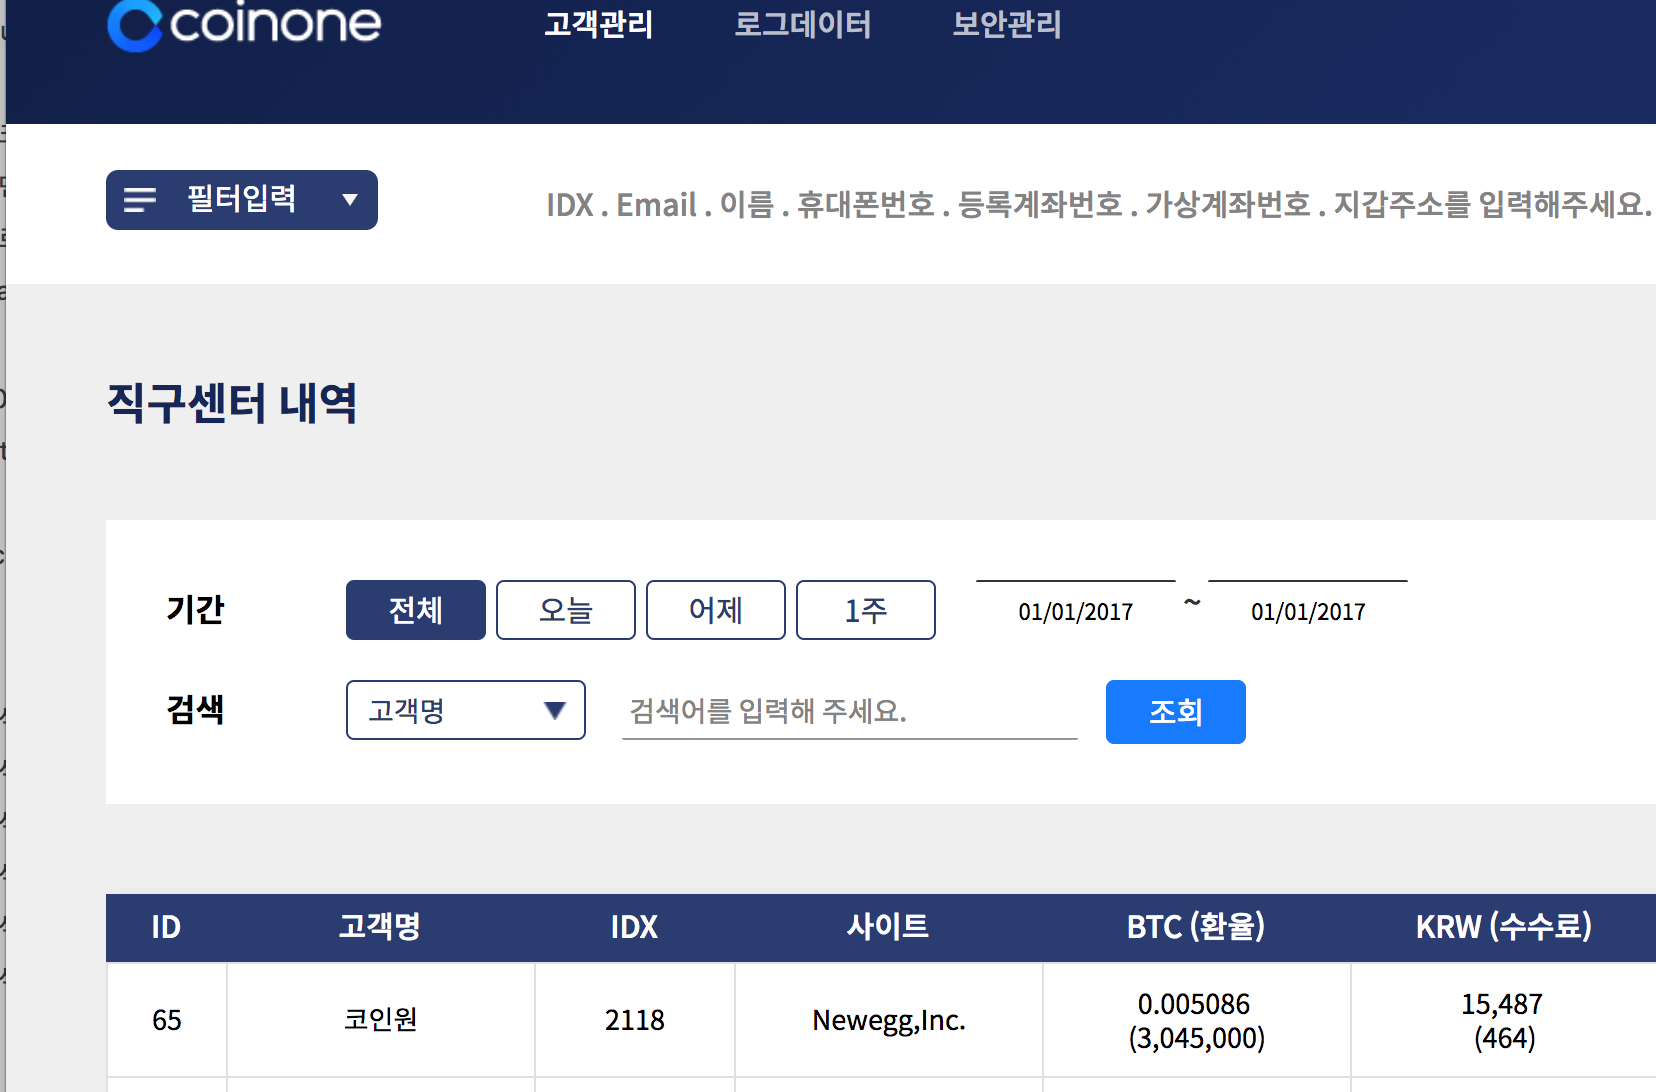 coinone 고객관리 로그데이터 보안관리
필터입력 IDX . Email . 이름 . 휴대폰번호 . 등록계좌번호 . 가상계좌번호 . 지갑주소를 입력해주세요.
직구센터 내역
기간 전체 오늘 어제 1주 01/01/2017 ~ 01/01/2017
검색 고객명 검색어를 입력해 주세요. 조회
ID 고객명 IDX 사이트 BTC (환율) KRW (수수료)
65 코인원 2118 Newegg,Inc. 0.005086 15,487
(3,045,000) (464)